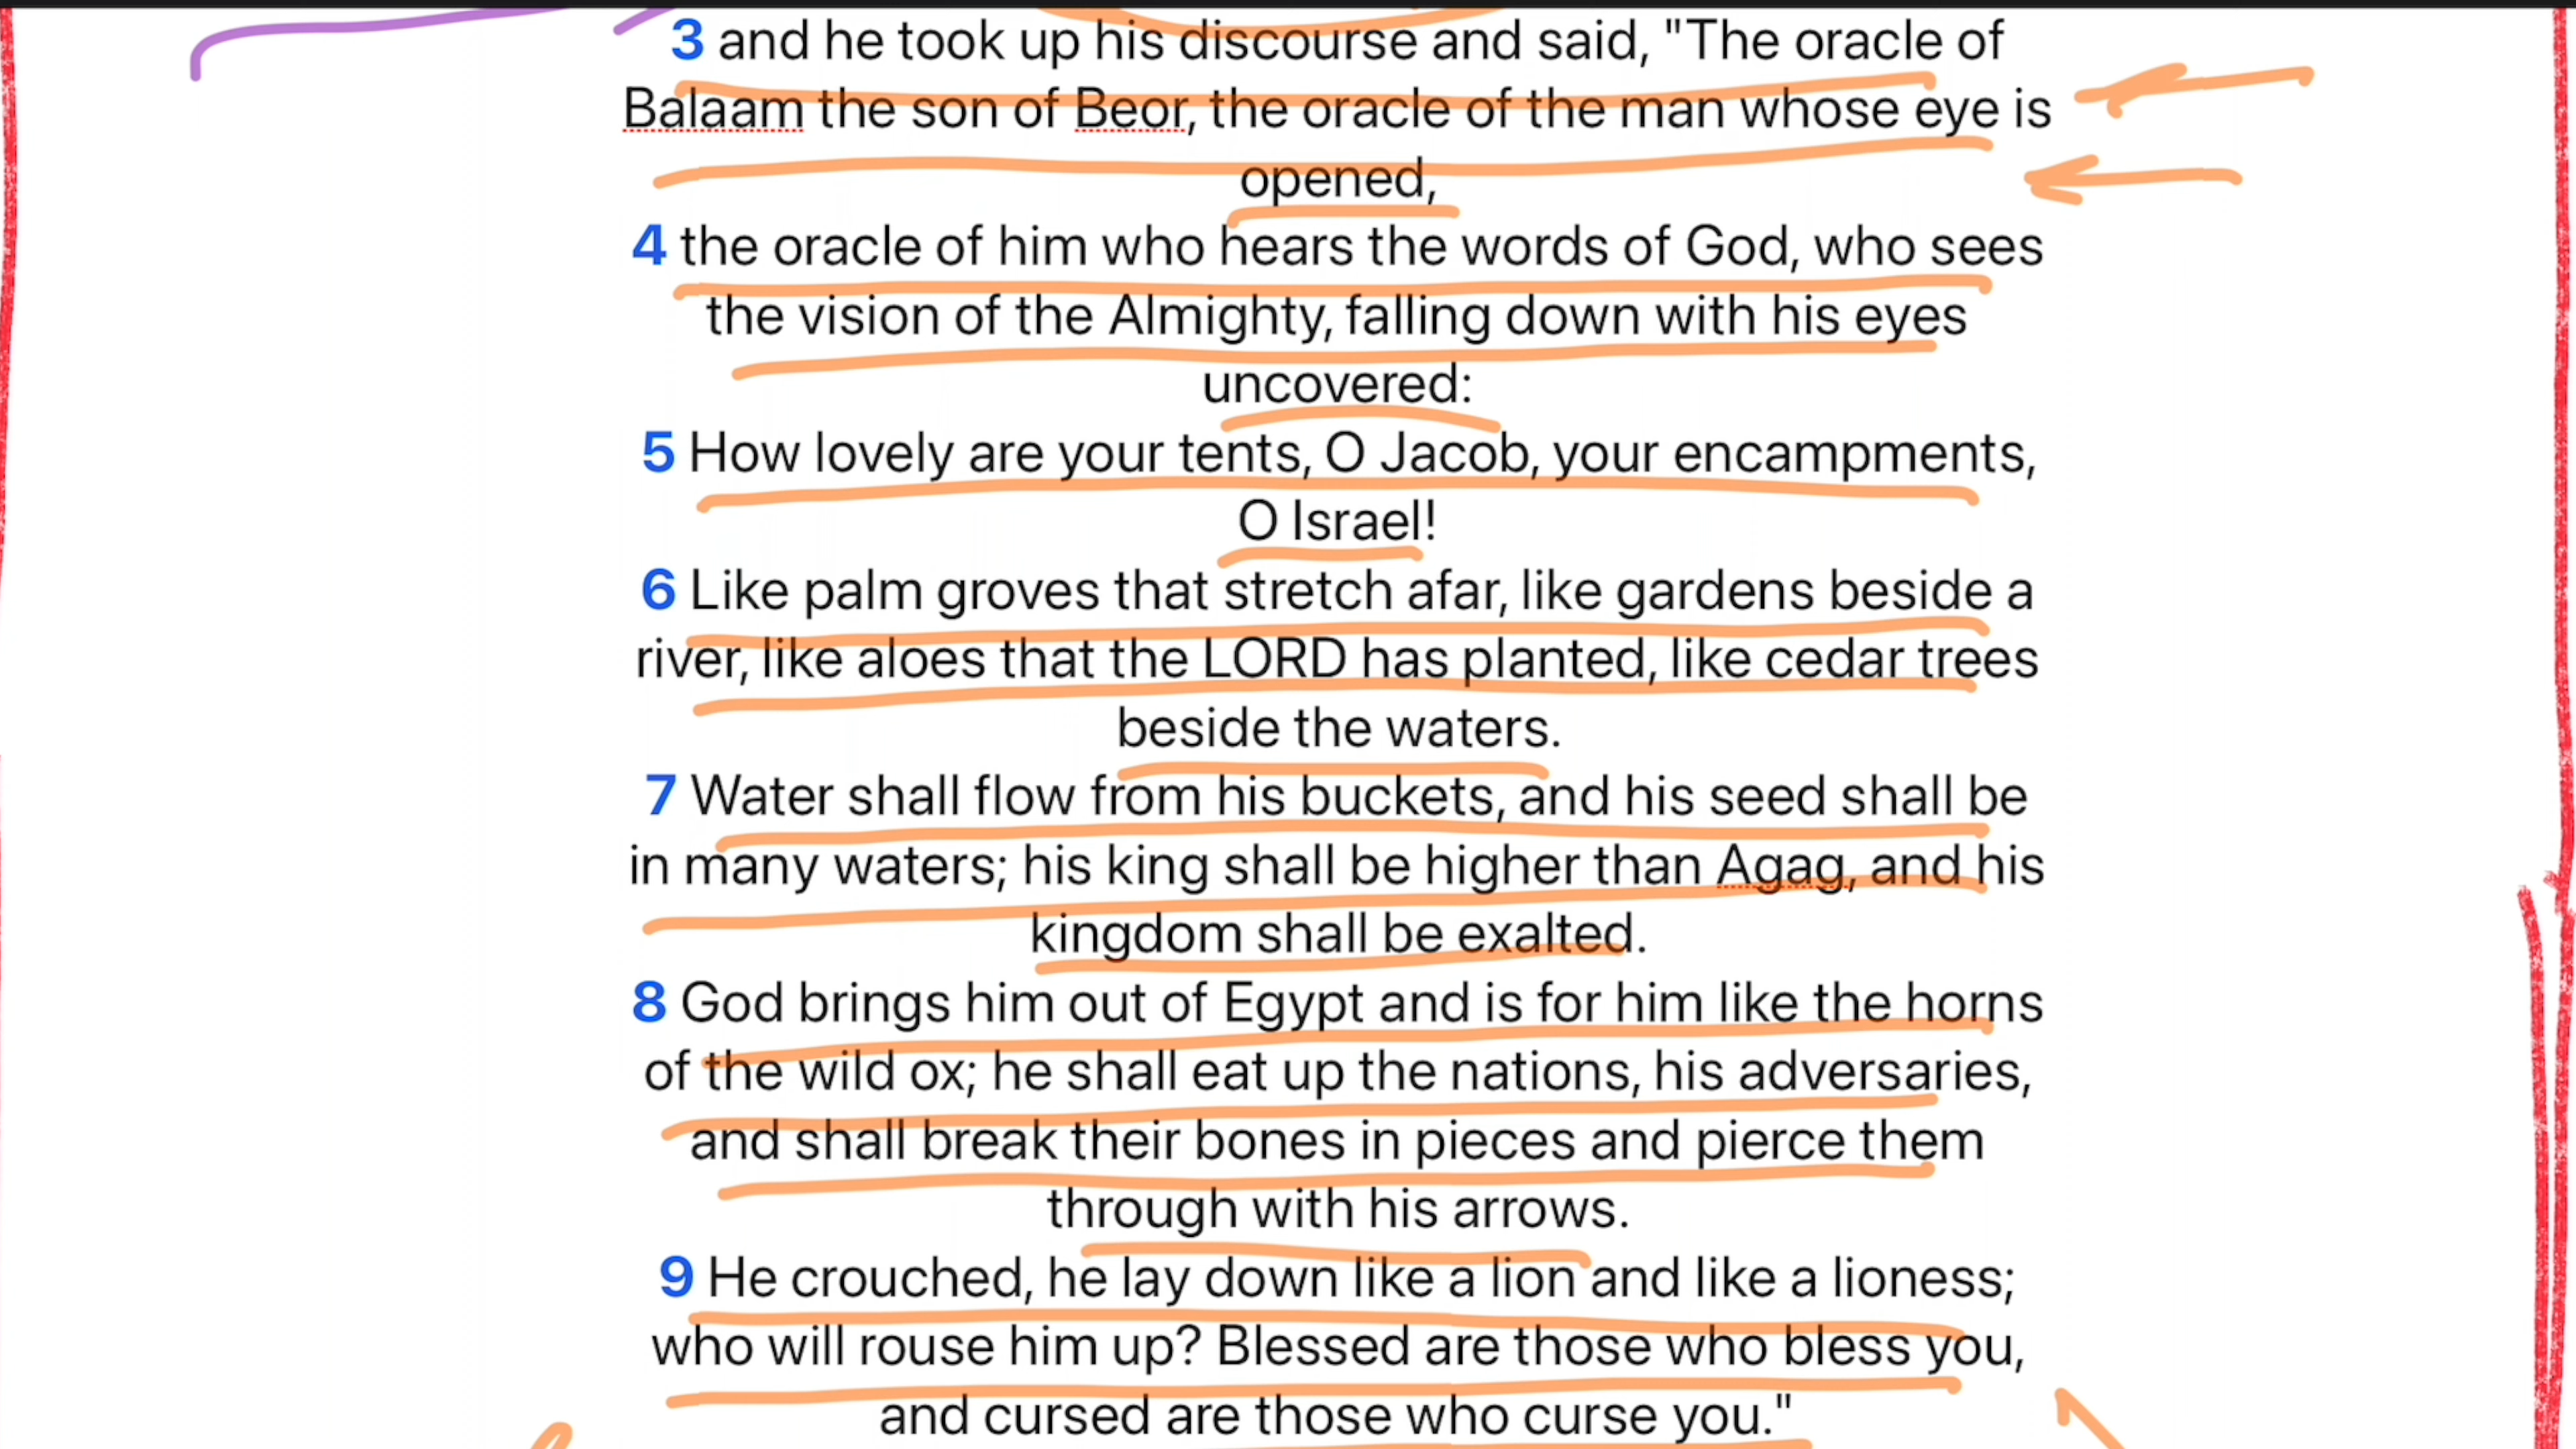 3 and he took up his discourse and said, "The oracle of
Balaam the son of Beor, the oracle of the man whose eye is
opened,
4 the oracle of him who hears the words of God, who sees
the vision of the Almighty, falling down with his eyes
uncovered:
5 How lovely are your tents, O Jacob, your encampments,
O Israel!
6 Like palm groves that stretch afar, like gardens beside a
river, like aloes that the LORD has planted, like cedar trees
beside the waters.
7 Water shall flow from his buckets, and his seed shall be
in many waters; his king shall be higher than Agag, and his
kingdom shall be exalted.
8 God brings him out of Egypt and is for him like the horns
of the wild ox; he shall eat up the nations, his adversaries,
and shall break their bones in pieces and pierce them
through with his arrows.
9 He crouched, he lay down like a lion and like a lioness;
who will rouse him up? Blessed are those who bless you,
and cursed are those who curse you."